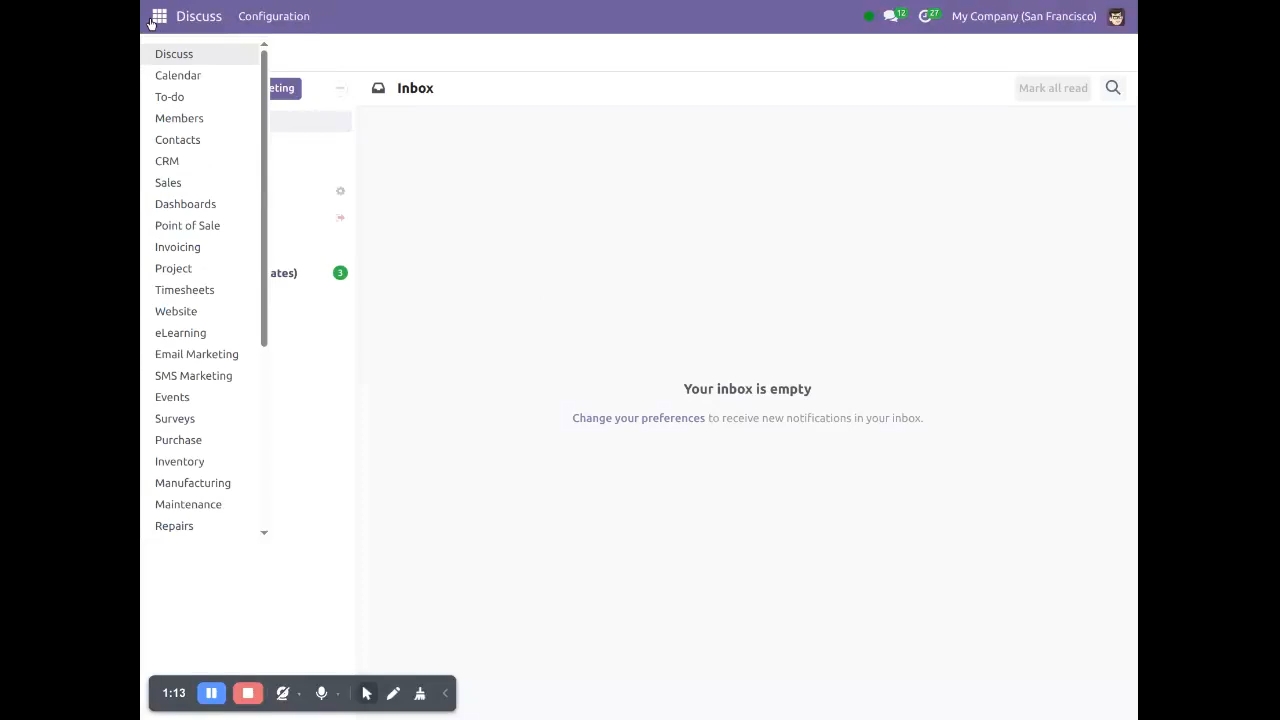 Discuss Configuration 12 27 My Company (San Francisco)
Discuss
Calendar
To-do
Members
Contacts
CRM
Sales
Dashboards
Point of Sale
Invoicing
Project
Timesheets
Website
eLearning
Email Marketing
SMS Marketing
Events
Surveys
Purchase
Inventory
Manufacturing
Maintenance
Repairs
eting
ates) 3
Inbox Mark all read
Your inbox is empty
Change your preferences to receive new notifications in your inbox.
1:13